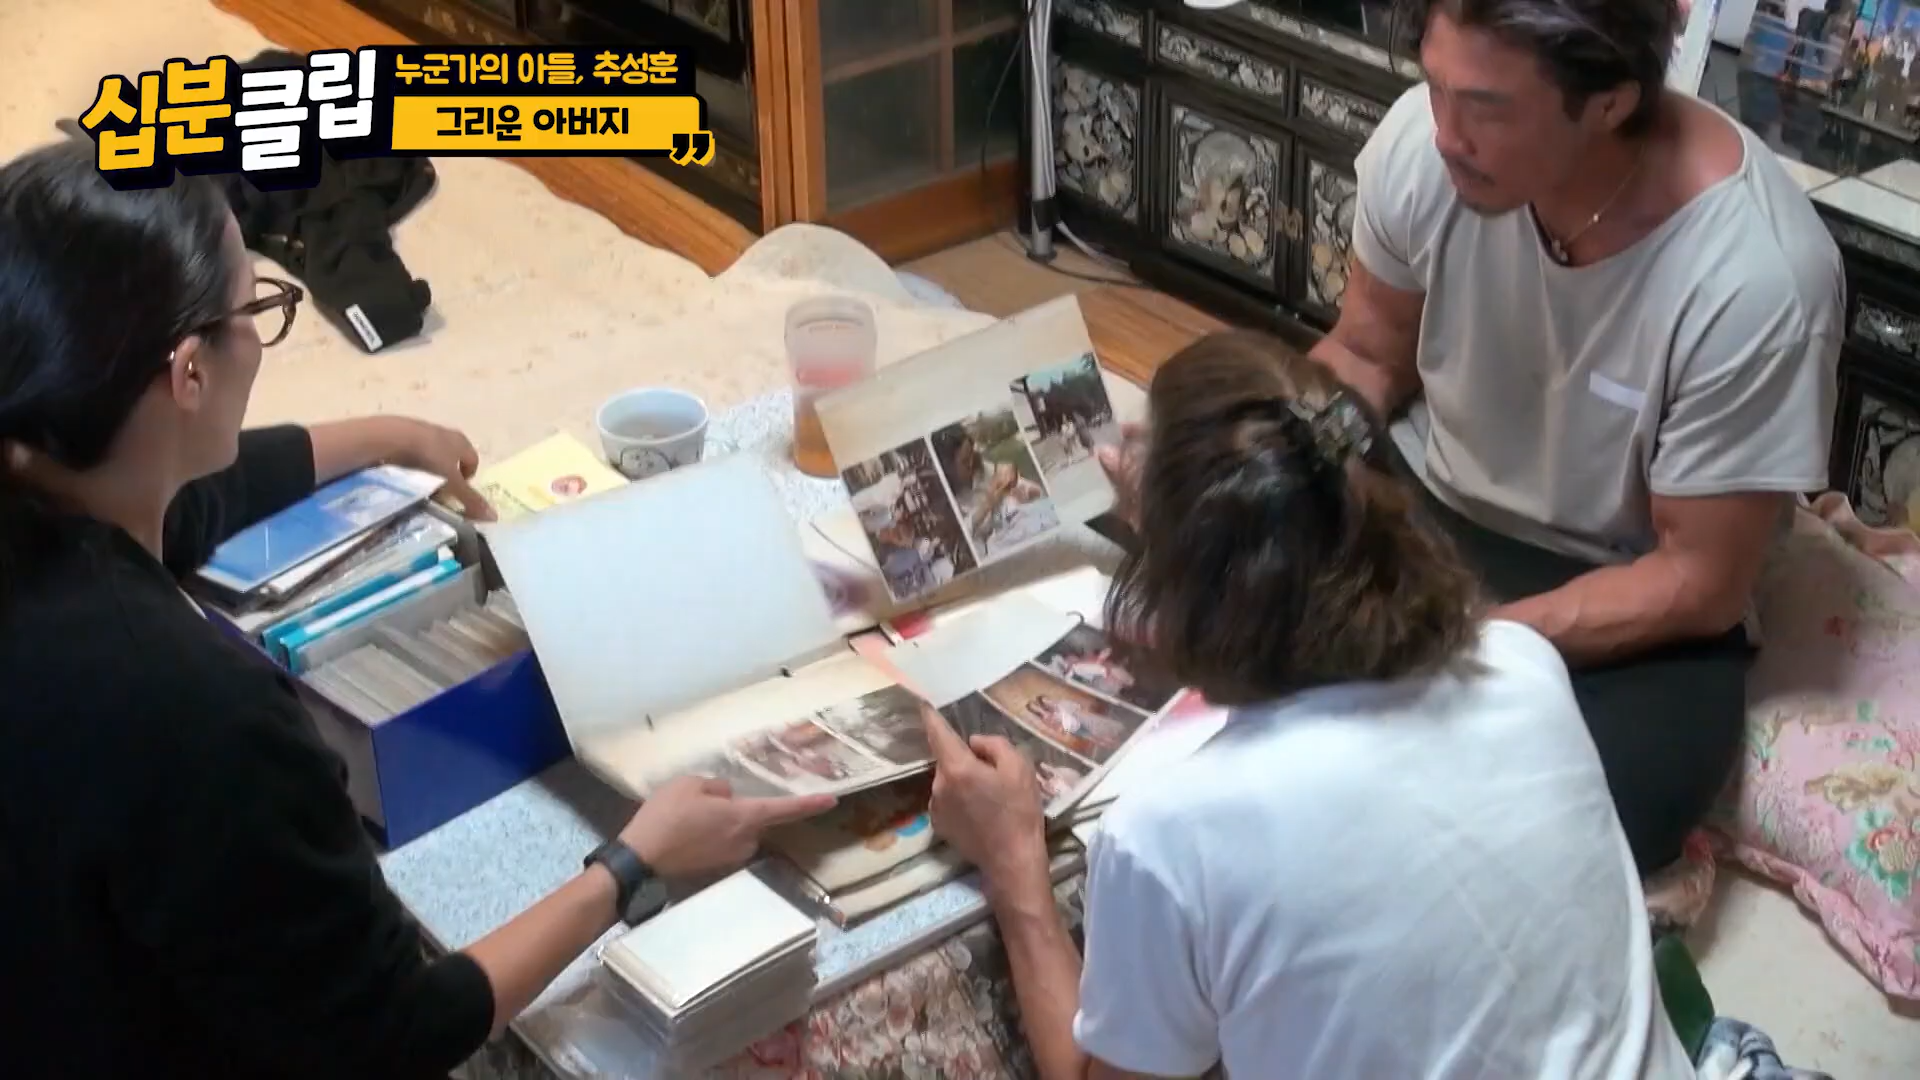 십분클립
누군가의 아들, 추성훈
그리운 아버지